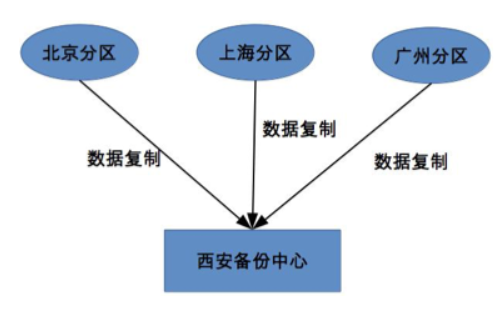 北京分区
上海分区
广州分区
数据复制
数据复制
数据复制
西安备份中心